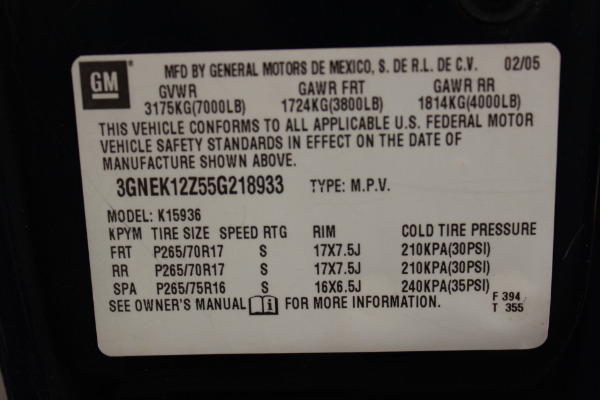 GM
MFD BY GENERAL MOTORS DE MEXICO, S. DE R.L. DE C.V. 02/05
GVWR GAWR FRT GAWR RR
3175KG(7000LB) 1724KG(3800LB) 1814KG(4000LB)
THIS VEHICLE CONFORMS TO ALL APPLICABLE U.S. FEDERAL MOTOR
VEHICLE SAFETY STANDARDS IN EFFECT ON THE DATE OF
MANUFACTURE SHOWN ABOVE.
3GNEK12Z55G218933 TYPE: M.P.V.
MODEL: K15936
KPYM TIRE SIZE SPEED RTG RIM COLD TIRE PRESSURE
FRT P265/70R17 S 17X7.5J 210KPA(30PSI)
RR P265/70R17 S 17X7.5J 210KPA(30PSI)
SPA P265/75R16 S 16X6.5J 240KPA(35PSI)
SEE OWNER'S MANUAL i FOR MORE INFORMATION.
F 394
T 355